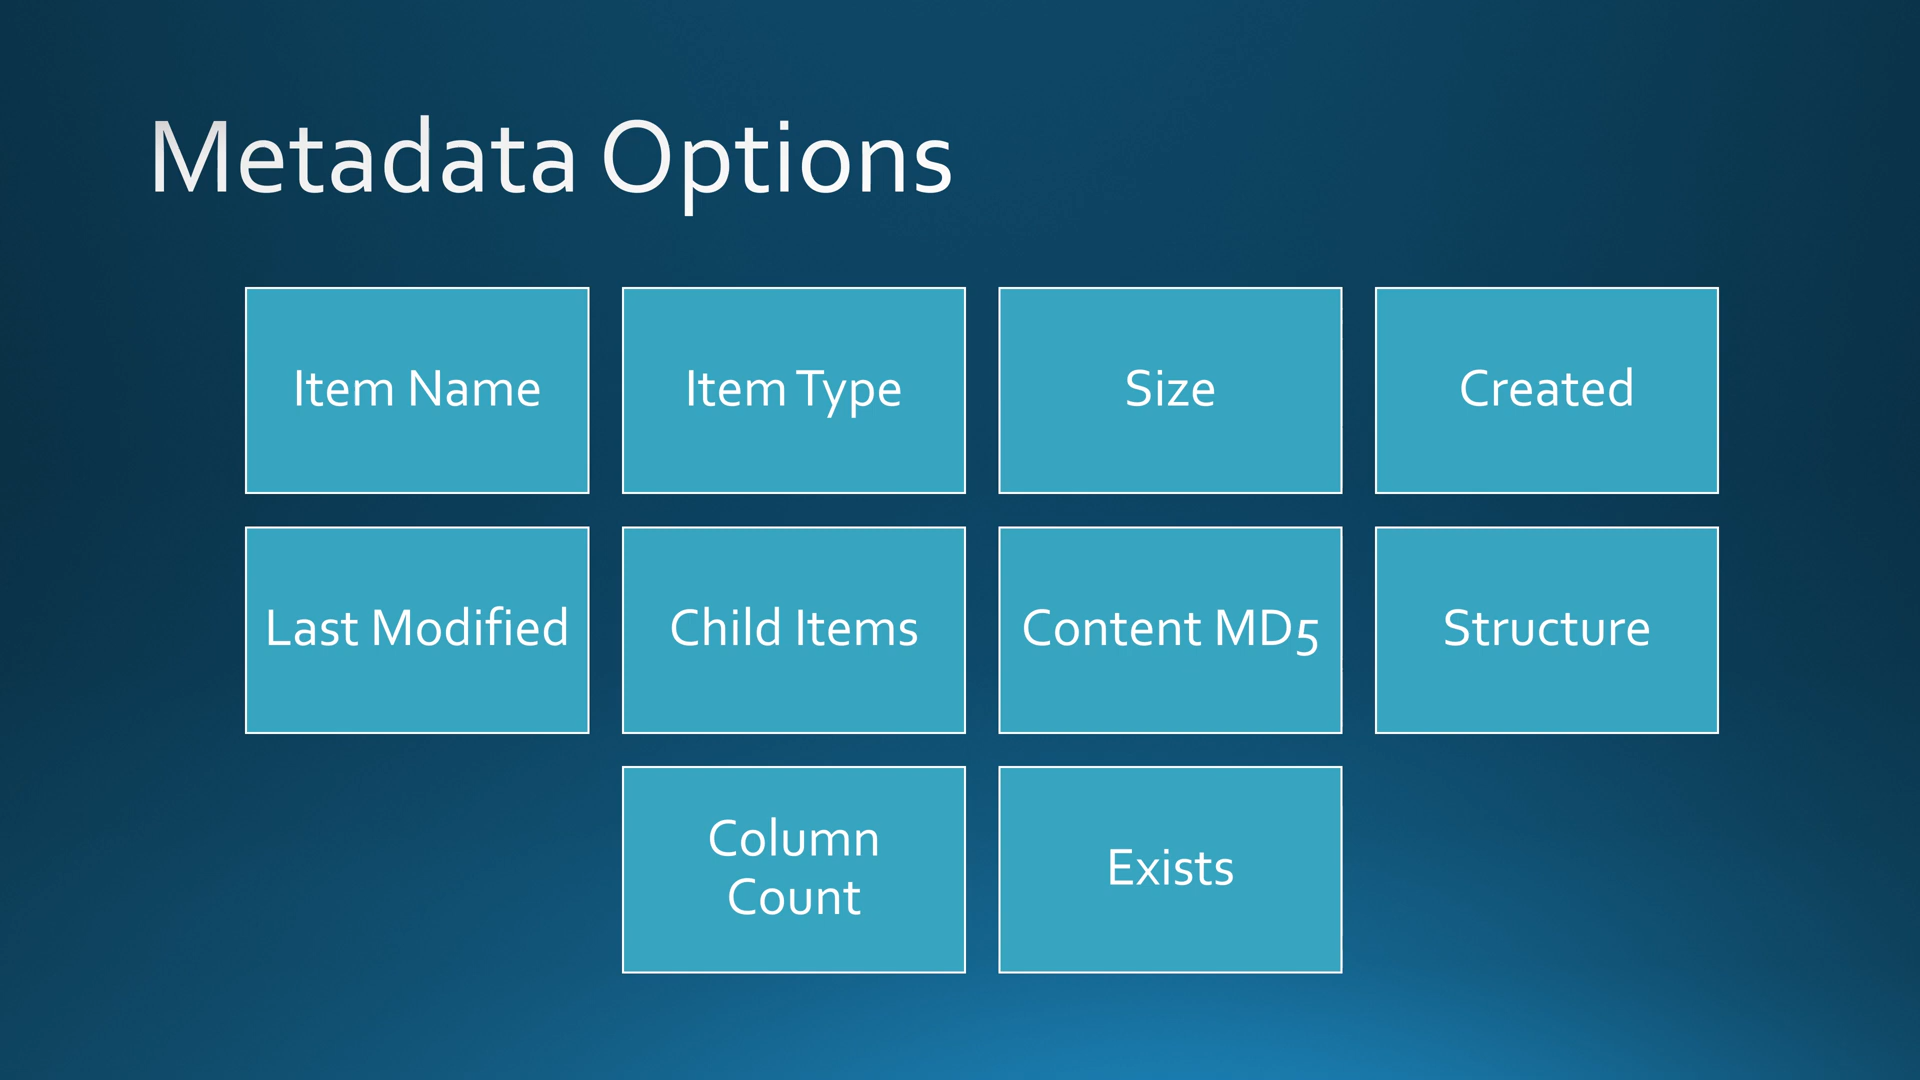 Metadata Options
Item Name
Item Type
Size
Created
Last Modified
Child Items
Content MD5
Structure
Column
Count
Exists